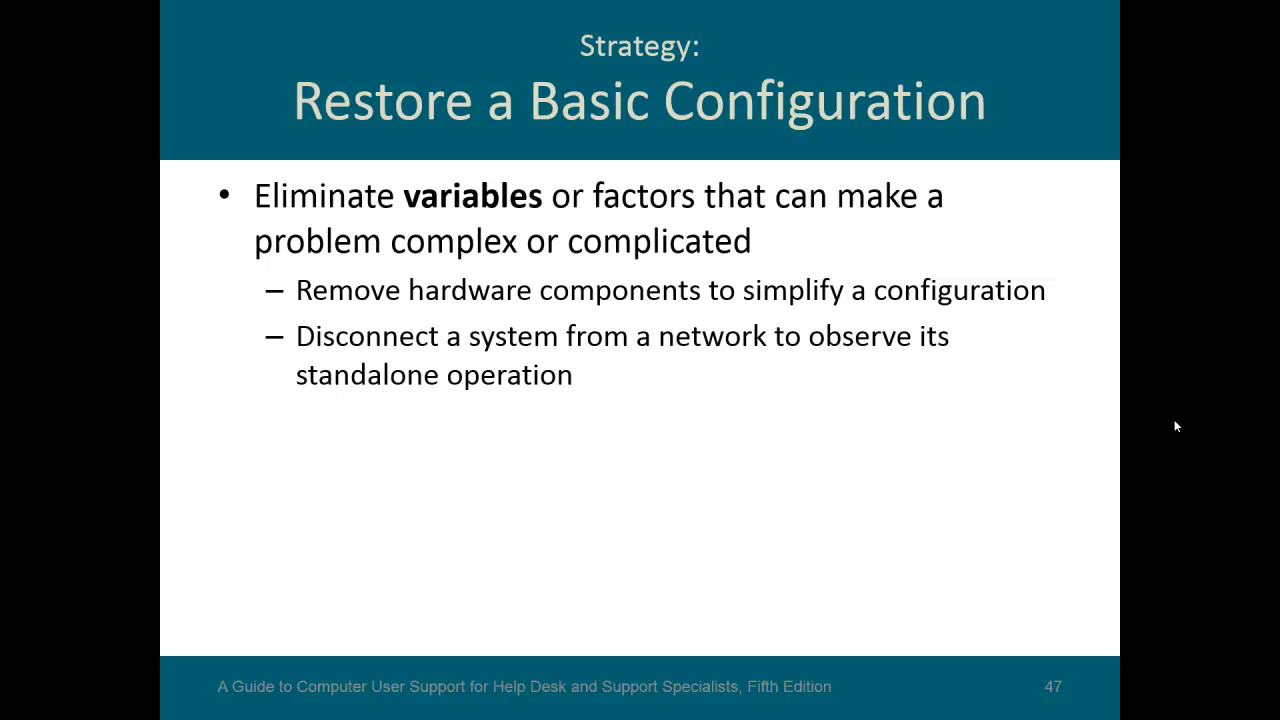 Strategy:
Restore a Basic Configuration
• Eliminate variables or factors that can make a
problem complex or complicated
– Remove hardware components to simplify a configuration
– Disconnect a system from a network to observe its
standalone operation
A Guide to Computer User Support for Help Desk and Support Specialists, Fifth Edition 47